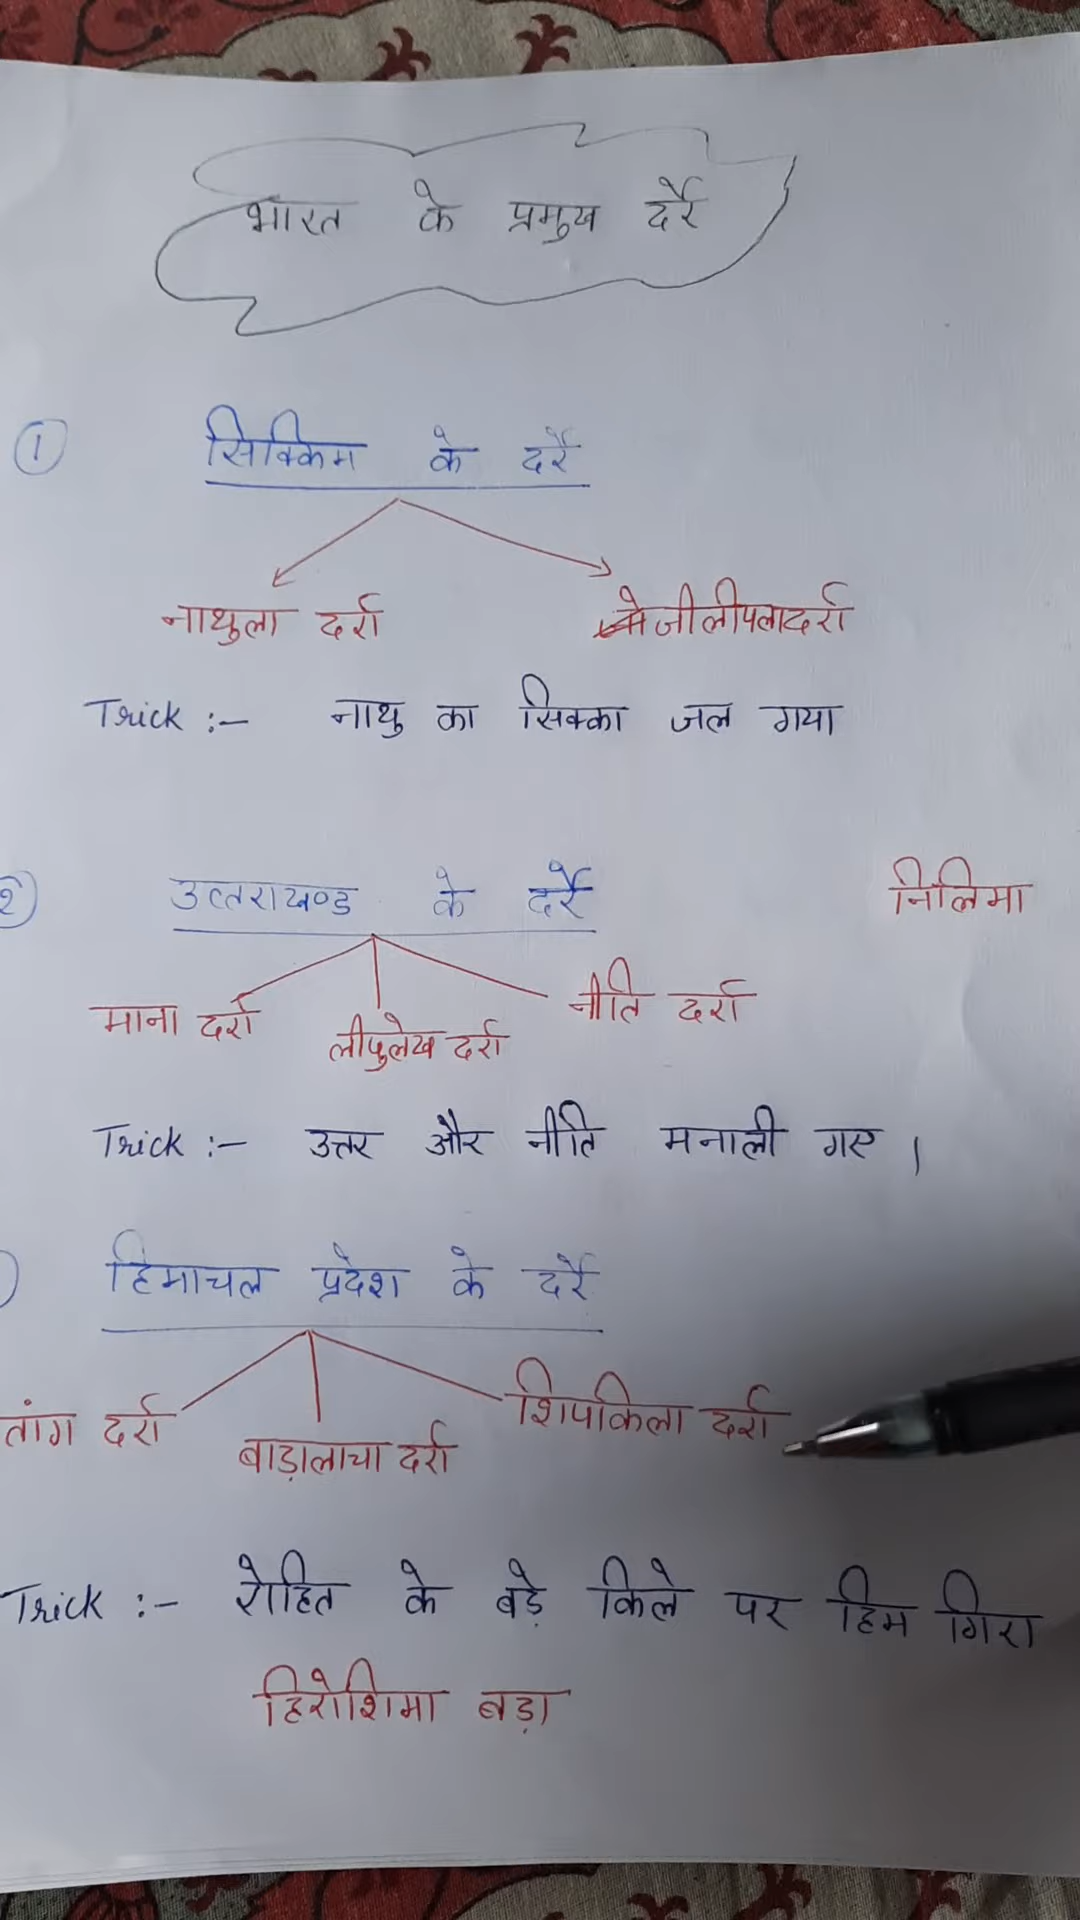 भारत के प्रमुख दर्रे
① सिक्किम के दर्रे
नाथुला दर्रा जीलीपलादर्रा
Trick :- नाथु का सिक्का जल गया
② उत्तराखण्ड के दर्रे निलिमा
माना दर्रा लीपुलेख दर्रा नीति दर्रा
Trick :- उत्तर और नीति मनाली गए ।
हिमाचल प्रदेश के दर्रे
तांग दर्रा बाड़ालाचा दर्रा शिपकिला दर्रा
Trick :- रोहित के बड़े किले पर हिम गिरा
हिरोशिमा बड़ा